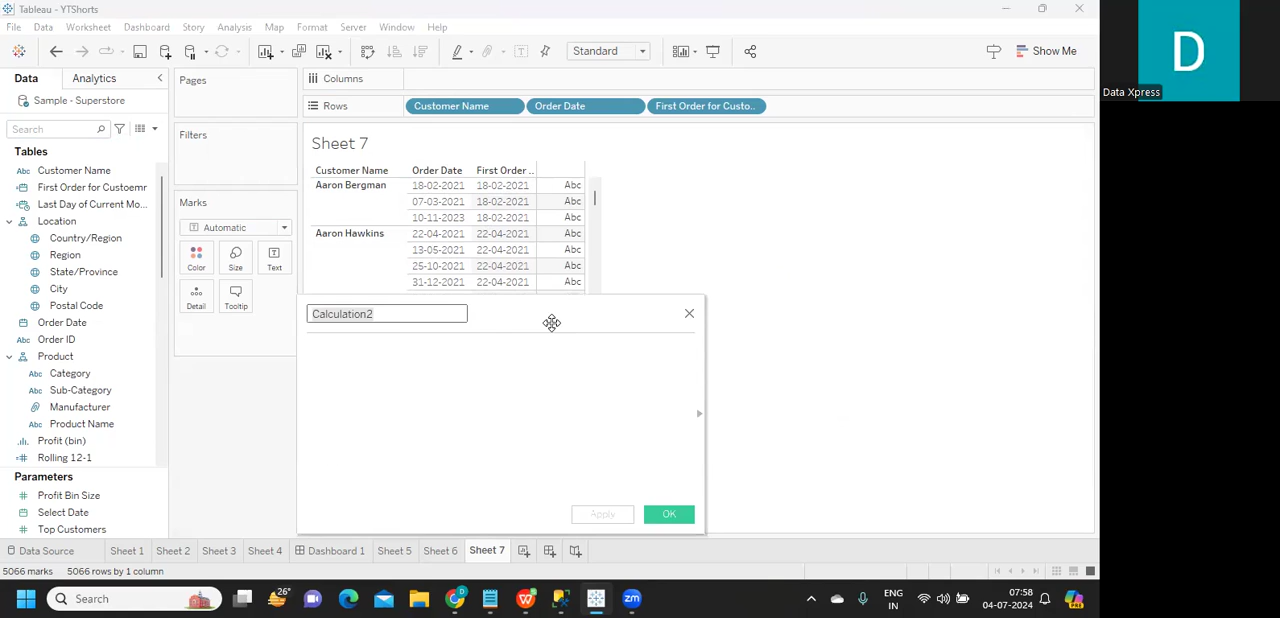 Tableau - YTShorts
File Data Worksheet Dashboard Story Analysis Map Format Server Window Help
Standard
Show Me
Data Analytics
Pages
Columns
Sample - Superstore
Rows
Customer Name Order Date First Order for Custo..
Search
Filters
Sheet 7
Tables
Abc Customer Name
First Order for Custoemr
Last Day of Current Mo...
Location
Country/Region
Region
State/Province
City
Postal Code
Order Date
Abc Order ID
Product
Abc Category
Abc Sub-Category
Manufacturer
Abc Product Name
Profit (bin)
Rolling 12-1
Parameters
Profit Bin Size
Select Date
Top Customers
Marks
Automatic
Color Size Text
Detail Tooltip
Customer Name Order Date First Order ..
Aaron Bergman 18-02-2021 18-02-2021 Abc
07-03-2021 18-02-2021 Abc
10-11-2023 18-02-2021 Abc
Aaron Hawkins 22-04-2021 22-04-2021 Abc
13-05-2021 22-04-2021 Abc
25-10-2021 22-04-2021 Abc
31-12-2021 22-04-2021 Abc
Calculation2
Apply OK
Data Source Sheet 1 Sheet 2 Sheet 3 Sheet 4 Dashboard 1 Sheet 5 Sheet 6 Sheet 7
5066 marks 5066 rows by 1 column
Search
26°
zm
ENG
IN
07:58
04-07-2024
D
Data Xpress